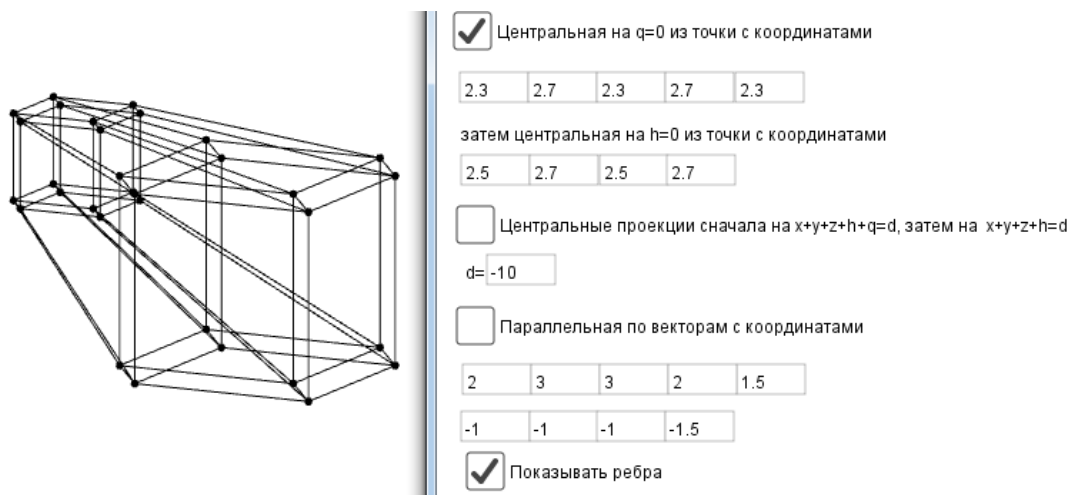 Центральная на q=0 из точки с координатами
2.3 2.7 2.3 2.7 2.3
затем центральная на h=0 из точки с координатами
2.5 2.7 2.5 2.7
Центральные проекции сначала на x+y+z+h+q=d, затем на x+y+z+h=d
d= -10
Параллельная по векторам с координатами
2 3 3 2 1.5
-1 -1 -1 -1.5
Показывать ребра